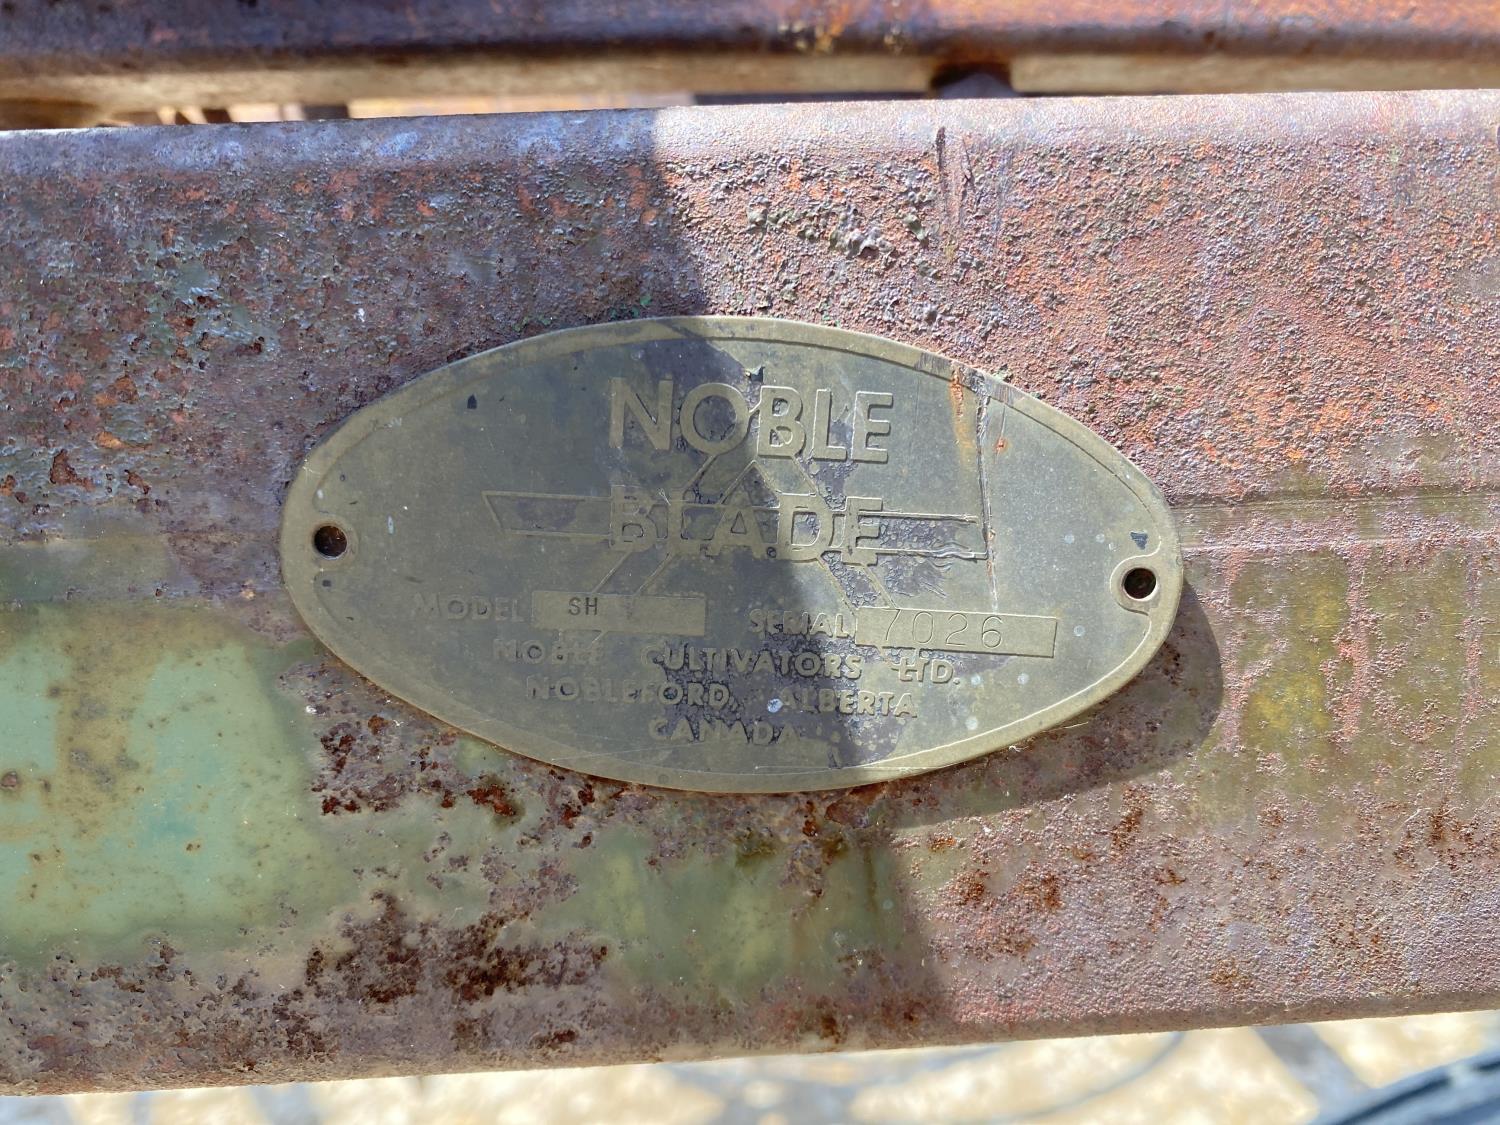 NOBLE
BLADE
MODEL SH SERIAL 7026
NOBLE CULTIVATORS LTD.
NOBLEFORD, ALBERTA
CANADA